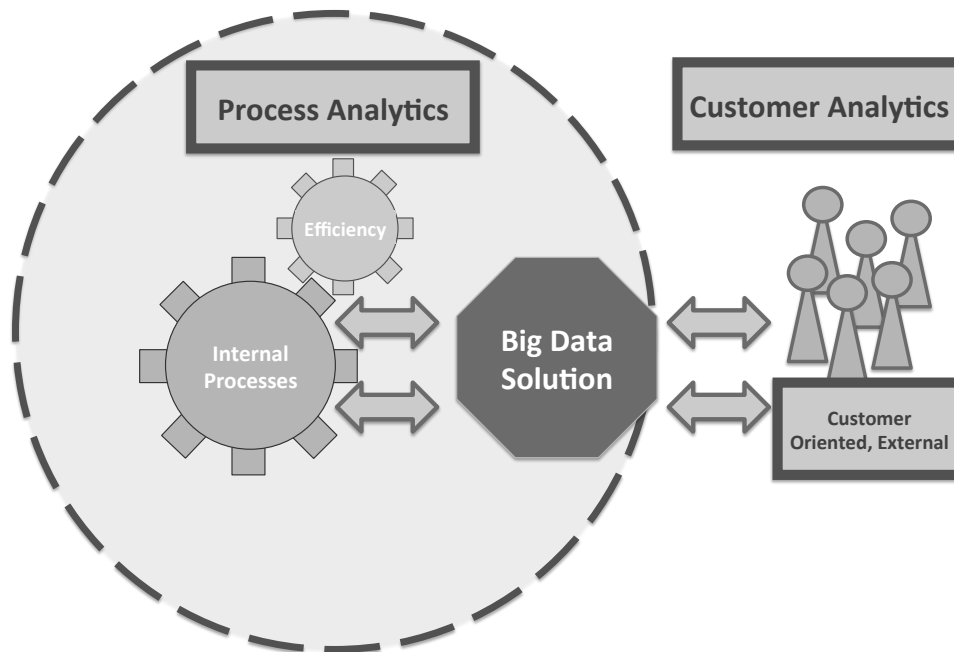 Process Analytics
Customer Analytics
Efficiency
Internal
Processes
Big Data
Solution
Customer
Oriented, External